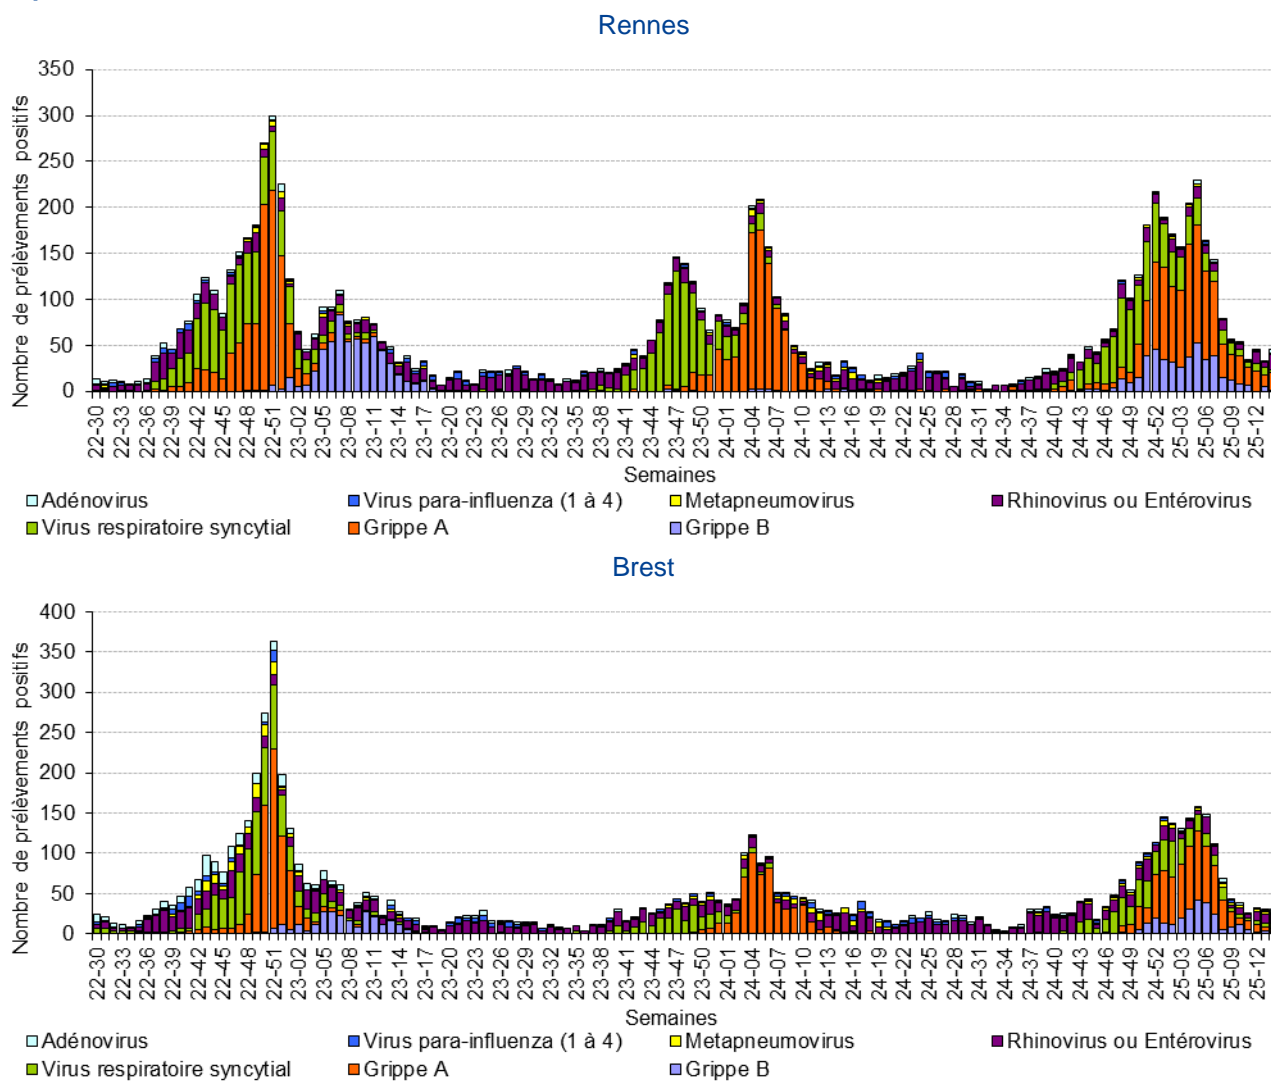 Rennes
Nombre de prélèvements positifs
350
300
250
200
150
100
50
0
22-30 22-33 22-36 22-39 22-42 22-45 22-48 22-51 23-02 23-05 23-08 23-11 23-14 23-17 23-20 23-23 23-26 23-29 23-32 23-35 23-38 23-41 23-44 23-47 23-50 24-01 24-04 24-07 24-10 24-13 24-16 24-19 24-22 24-25 24-28 24-31 24-34 24-37 24-40 24-43 24-46 24-49 24-52 25-03 25-06 25-09 25-12
Semaines
Adénovirus Virus para-influenza (1 à 4) Metapneumovirus Rhinovirus ou Entérovirus
Virus respiratoire syncytial Grippe A Grippe B
Brest
Nombre de prélèvements positifs
400
350
300
250
200
150
100
50
0
22-30 22-33 22-36 22-39 22-42 22-45 22-48 22-51 23-02 23-05 23-08 23-11 23-14 23-17 23-20 23-23 23-26 23-29 23-32 23-35 23-38 23-41 23-44 23-47 23-50 24-01 24-04 24-07 24-10 24-13 24-16 24-19 24-22 24-25 24-28 24-31 24-34 24-37 24-40 24-43 24-46 24-49 24-52 25-03 25-06 25-09 25-12
Semaines
Adénovirus Virus para-influenza (1 à 4) Metapneumovirus Rhinovirus ou Entérovirus
Virus respiratoire syncytial Grippe A Grippe B